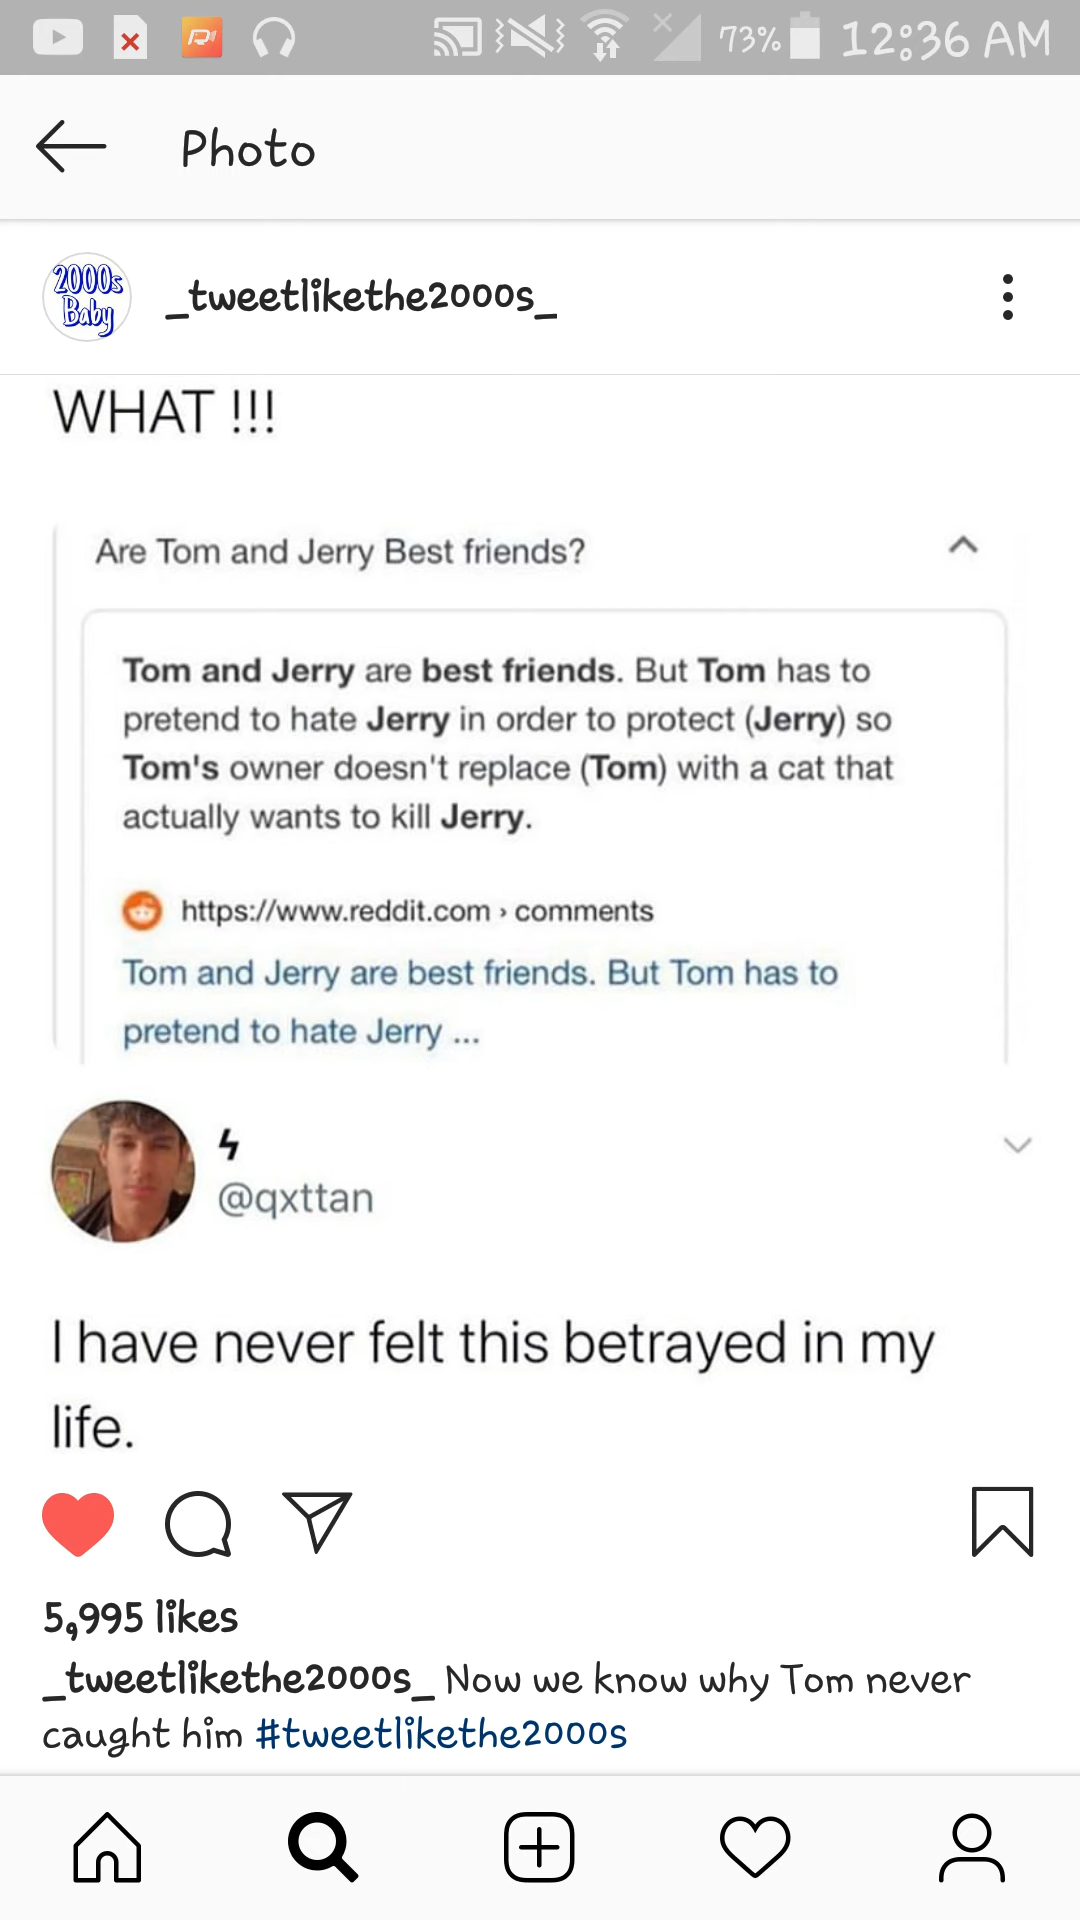 73% 12:36 AM
Photo
2000s
Baby
_tweetlikethe2000s_
WHAT !!!
Are Tom and Jerry Best friends?
Tom and Jerry are best friends. But Tom has to
pretend to hate Jerry in order to protect (Jerry) so
Tom's owner doesn't replace (Tom) with a cat that
actually wants to kill Jerry.
https://www.reddit.com › comments
Tom and Jerry are best friends. But Tom has to
pretend to hate Jerry ...
ϟ
@qxttan
I have never felt this betrayed in my
life.
5,995 likes
_tweetlikethe2000s_ Now we know why Tom never
caught him #tweetlikethe2000s